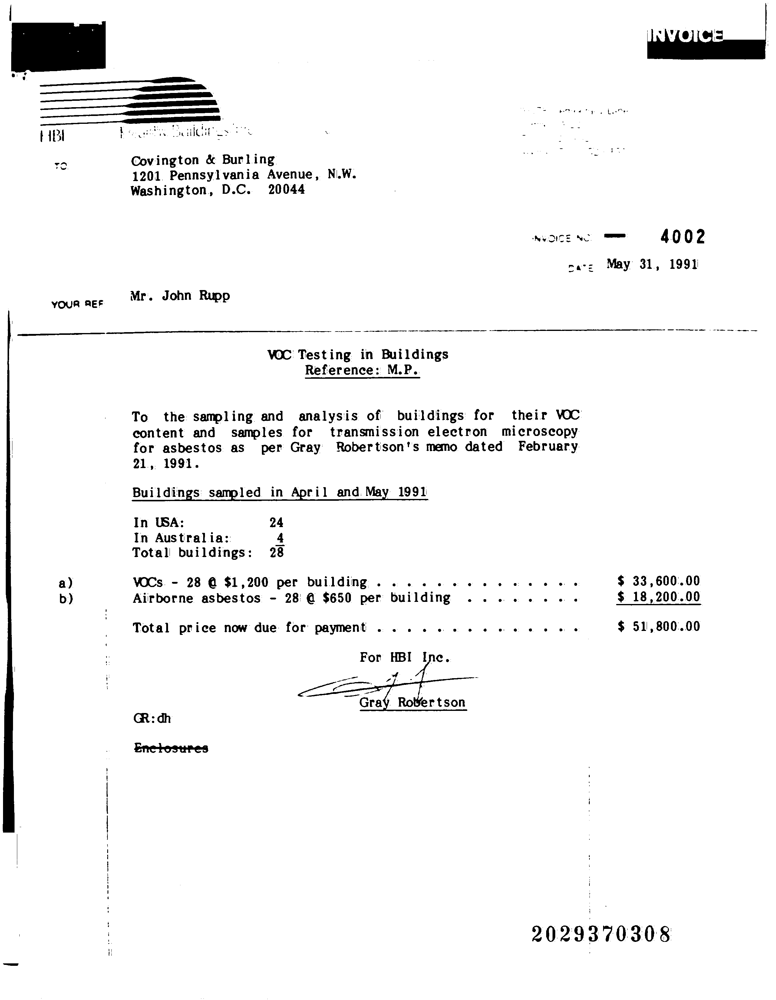 INVOICE
HBI
TO
Covington & Burling
1201 Pennsylvania Avenue, N.W.
Washington, D.C. 20044
INVOICE NO. — 4002
DATE May 31, 1991
YOUR REF Mr. John Rupp
VOC Testing in Buildings
Reference: M.P.
To the sampling and analysis of buildings for their VOC
content and samples for transmission electron microscopy
for asbestos as per Gray Robertson's memo dated February
21, 1991.
Buildings sampled in April and May 1991
In USA: 24
In Australia: 4
Total buildings: 28
a) VOCs - 28 @ $1,200 per building . . . . . . . . . . . . . . $ 33,600.00
b) Airborne asbestos - 28 @ $650 per building . . . . . . . . $ 18,200.00
Total price now due for payment . . . . . . . . . . . . . . $ 51,800.00
For HBI Inc.
Gray Robertson
GR:dh
Enclosures
2029370308